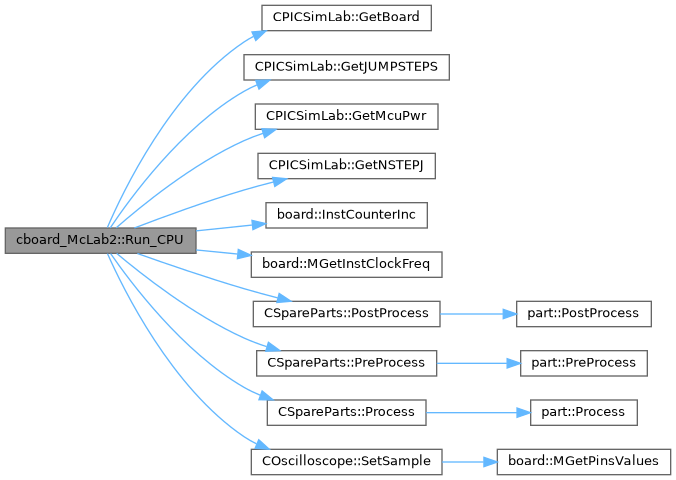 CPICSimLab::GetBoard
CPICSimLab::GetJUMPSTEPS
CPICSimLab::GetMcuPwr
CPICSimLab::GetNSTEPJ
board::InstCounterInc
cboard_McLab2::Run_CPU
board::MGetInstClockFreq
CSpareParts::PostProcess
part::PostProcess
CSpareParts::PreProcess
part::PreProcess
CSpareParts::Process
part::Process
COscilloscope::SetSample
board::MGetPinsValues